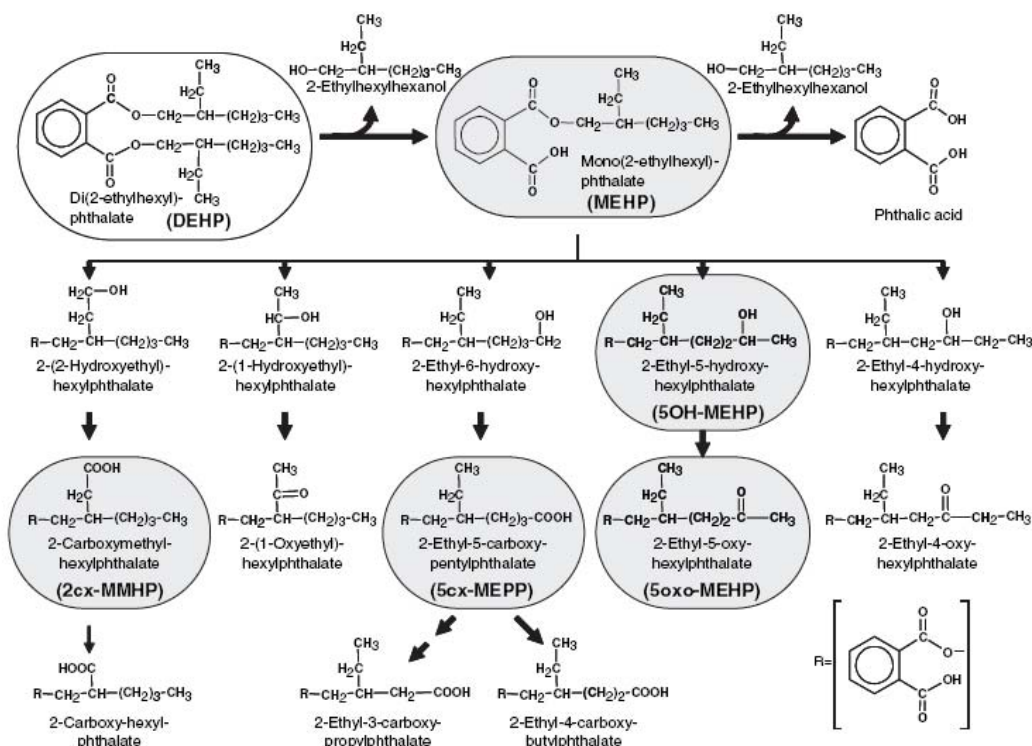 CH3
H2C
HO—CH2—CH—(CH2)3—CH3
2-Ethylhexylhexanol
CH3
H2C
O—CH2—CH—(CH2)3—CH3
O—CH2—CH—(CH2)3—CH3
H2C
CH3
O
O
Di(2-ethylhexyl)-
phthalate
(DEHP)
CH3
H2C
O
O—CH2—CH—(CH2)3—CH3
OH
O
Mono(2-ethylhexyl)-
phthalate
(MEHP)
CH3
H2C
HO—CH2—CH—(CH2)3—CH3
2-Ethylhexylhexanol
O
C
OH
OH
C
O
Phthalic acid
H2C—OH
H2C
R—CH2—CH—(CH2)3—CH3
2-(2-Hydroxyethyl)-
hexylphthalate
CH3
HC—OH
R—CH2—CH—(CH2)3—CH3
2-(1-Hydroxyethyl)-
hexylphthalate
CH3
H2C
OH
R—CH2—CH—(CH2)3-CH2
2-Ethyl-6-hydroxy-
hexylphthalate
CH3
H2C
OH
R—CH2—CH—(CH2)2—CH—CH3
2-Ethyl-5-hydroxy-
hexylphthalate
(5OH-MEHP)
CH3
H2C
OH
R—CH2—CH—CH2—CH—CH2—CH3
2-Ethyl-4-hydroxy-
hexylphthalate
COOH
H2C
R—CH2—CH—(CH2)3—CH3
2-Carboxymethyl-
hexylphthalate
(2cx-MMHP)
CH3
C=O
R—CH2—CH—(CH2)3—CH3
2-(1-Oxyethyl)-
hexylphthalate
CH3
H2C
R—CH2—CH—(CH2)3COOH
2-Ethyl-5-carboxy-
pentylphthalate
(5cx-MEPP)
CH3
H2C
O
R—CH2—CH—(CH2)2—C—CH3
2-Ethyl-5-oxy-
hexylphthalate
(5oxo-MEHP)
CH3
H2C
O
R—CH2—CH—CH2—C—CH2—CH3
2-Ethyl-4-oxy-
hexylphthalate
HOOC
R—CH2—CH—(CH2)3—CH3
2-Carboxy-hexyl-
phthalate
CH3
H2C
R—CH2—CH—CH2—COOH
2-Ethyl-3-carboxy-
propylphthalate
CH3
H2C
R—CH2—CH—(CH2)2COOH
2-Ethyl-4-carboxy-
butylphthalate
R=
O
C
O—
OH
C
O